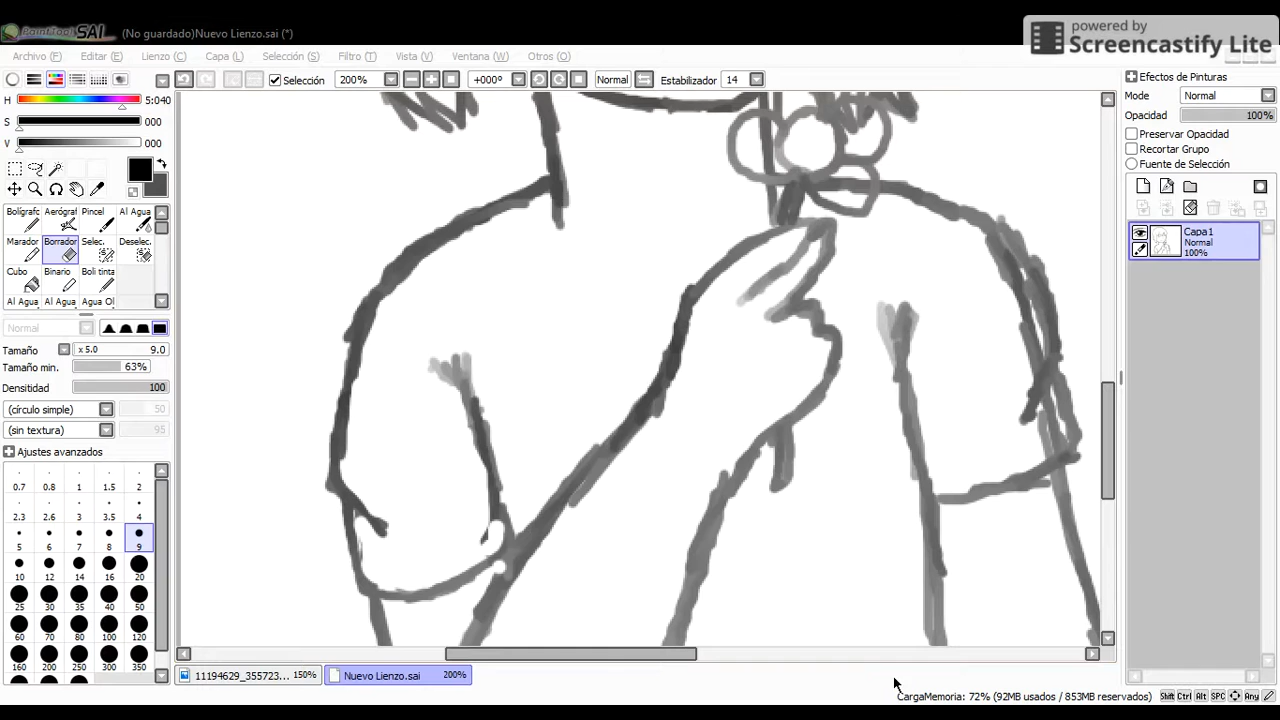 PaintTool SAI (No guardado)Nuevo Lienzo.sai (*)
powered by
Screencastify Lite
Archivo (F) Editar (E) Lienzo (C) Capa (L) Selección (S) Filtro (T) Vista (V) Ventana (W) Otros (O)
Selección 200% +000º Normal Estabilizador 14
H 5:040
S 000
V 000
Bolígrafc Aerógraf Pincel Al Agua
Marador Borrador Selec. Deselec.
Cubo Binario Boli tinta
Al Agua Al Agua Agua Ol
Normal
Tamaño x 5.0 9.0
Tamaño min. 63%
Densitidad 100
(círculo simple) 50
(sin textura) 95
Ajustes avanzados
0.7 0.8 1 1.5 2
2.3 2.6 3 3.5 4
5 6 7 8 9
10 12 14 16 20
25 30 35 40 50
60 70 80 100 120
160 200 250 300 350
Efectos de Pinturas
Mode Normal
Opacidad 100%
Preservar Opacidad
Recortar Grupo
Fuente de Selección
Capa1
Normal
100%
11194629_355723... 150% Nuevo Lienzo.sai 200%
CargaMemoria: 72% (92MB usados / 853MB reservados) Shift Ctrl Alt SPC Any